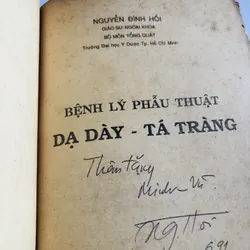 NGUYỄN ĐÌNH HỐI
GIÁO SƯ NGOẠI KHOA
BỘ MÔN TỔNG QUÁT
Trường Đại học Y Dược Tp. Hồ Chí Minh
BỆNH LÝ PHẪU THUẬT
DẠ DÀY - TÁ TRÀNG
Thân tặng
Minh Vũ
6.91